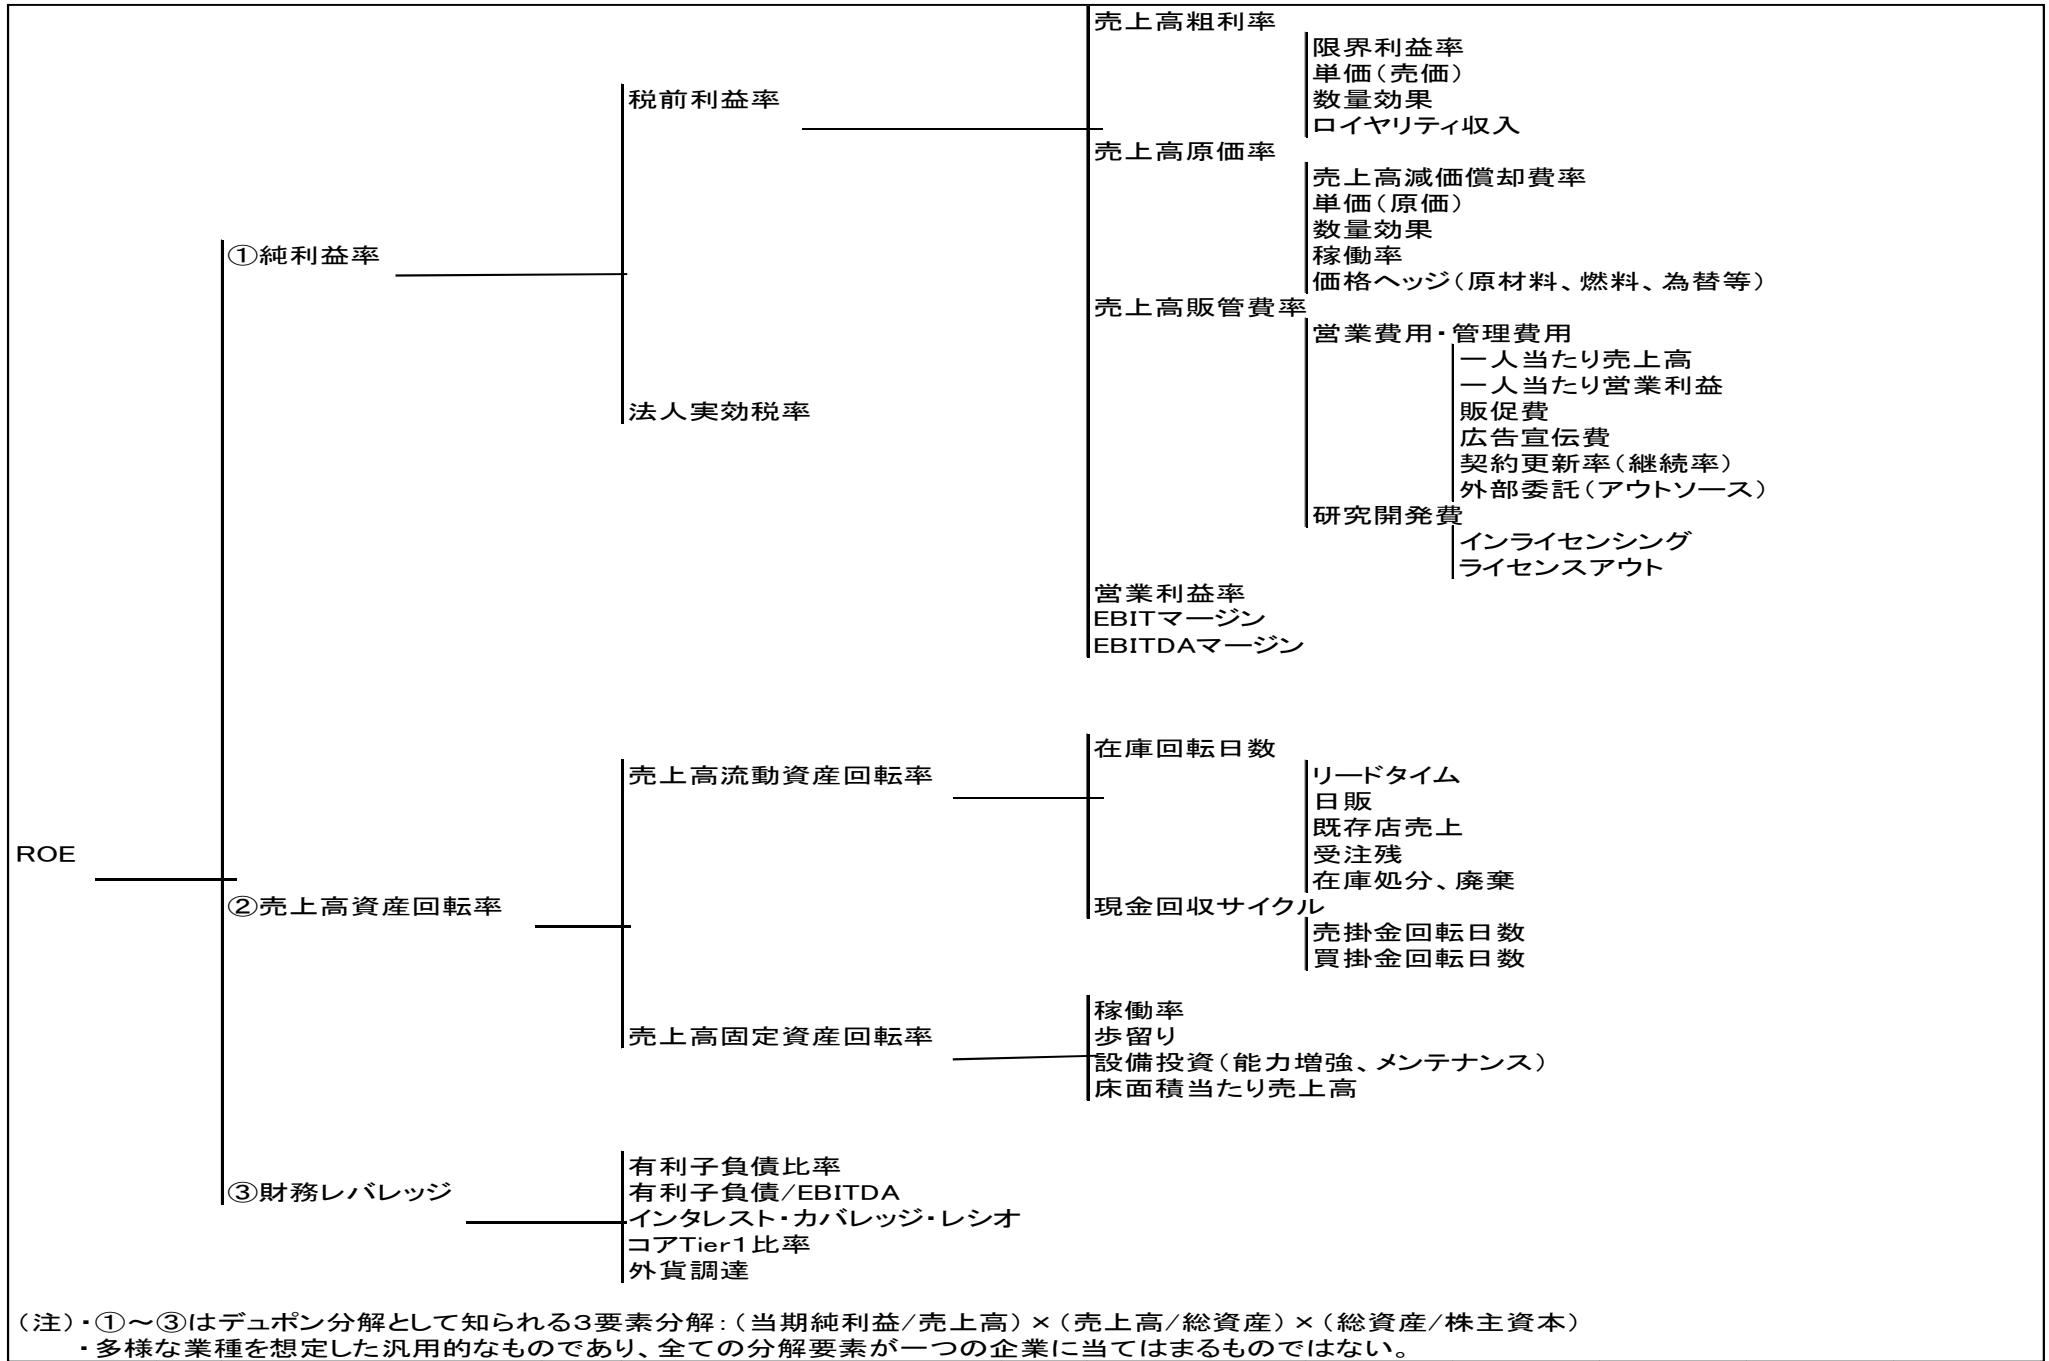 売上高粗利率
限界利益率
単価(売価)
数量効果
ロイヤリティ収入
税前利益率
売上高原価率
売上高減価償却費率
単価(原価)
数量効果
稼働率
価格ヘッジ(原材料、燃料、為替等)
①純利益率
売上高販管費率
営業費用・管理費用
一人当たり売上高
一人当たり営業利益
販促費
広告宣伝費
契約更新率(継続率)
外部委託(アウトソース)
法人実効税率
研究開発費
インライセンシング
ライセンスアウト
営業利益率
EBITマージン
EBITDAマージン
在庫回転日数
売上高流動資産回転率
リードタイム
日販
既存店売上
受注残
在庫処分、廃棄
ROE
②売上高資産回転率
現金回収サイクル
売掛金回転日数
買掛金回転日数
稼働率
売上高固定資産回転率
歩留り
設備投資(能力増強、メンテナンス)
床面積当たり売上高
③財務レバレッジ
有利子負債比率
有利子負債/EBITDA
インタレスト・カバレッジ・レシオ
コアTier1比率
外貨調達
(注)・①~③はデュポン分解として知られる3要素分解:(当期純利益/売上高)×(売上高/総資産)×(総資産/株主資本)
・多様な業種を想定した汎用的なものであり、全ての分解要素が一つの企業に当てはまるものではない。